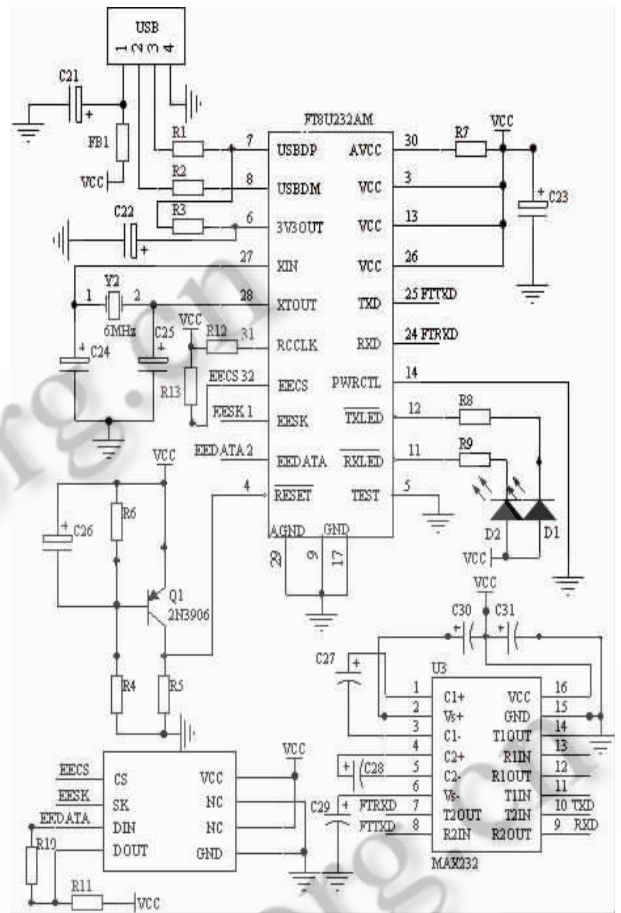 USB
1 2 3 4
C21
FB1
VCC
R1
R2
R3
C22
FT8U232AM
7 USBDP
8 USBDM
6 3V3OUT
27 XIN
28 XTOUT
31 RCCLK
EECS 32 EECS
EESK 1 EESK
EEDATA 2 EEDATA
4 RESET
AVCC 30
VCC 3
VCC 13
VCC 26
TXD 25 FTTXD
RXD 24 FTRXD
PWRCTL 14
TXLED 12
RXLED 11
TEST 5
AGND GND
29 9 17
R7
VCC
C23
R8
R9
D2 D1
VCC
1 Y2 2
6MHz
C24
C25
VCC
R12
R13
VCC
R6
C26
Q1
2N3906
R4
R5
VCC
C30 C31
C27
U3
1 C1+
2 Vs+
3 C1-
4 C2+
5 C2-
6 Vs-
FTRXD 7 T2OUT
FTTXD 8 R2IN
C28
C29
VCC 16
GND 15
T1OUT 14
R1IN 13
R1OUT 12
T1IN 11
T2IN 10 TXD
R2OUT 9 RXD
MAX232
EECS CS
EESK SK
EEDATA DIN
DOUT
VCC
NC
NC
GND
VCC
R10
R11
VCC
org.cn
org.cn